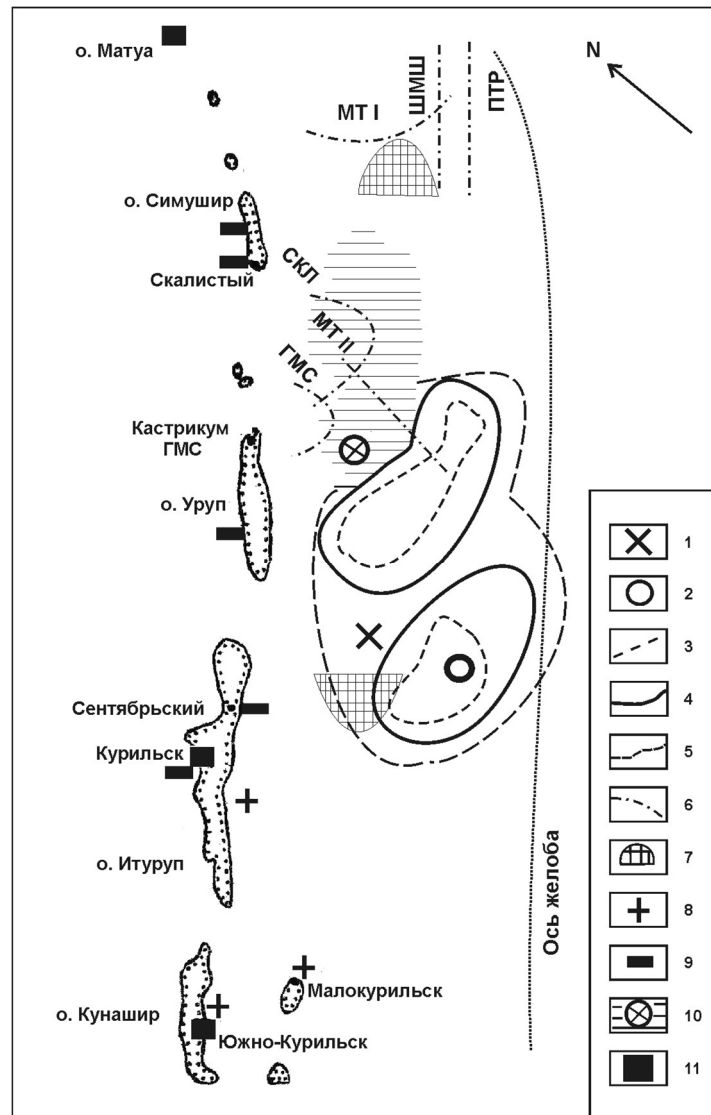 о. Матуа
N
МТ I
ШМШ
ПТР
о. Симушир
Скалистый
СКЛ
МТ II
ГМС
Кастрикум
ГМС
о. Уруп
Сентябрьский
Курильск
о. Итуруп
Ось желоба
Малокурильск
о. Кунашир
Южно-Курильск
1
2
3
4
5
6
7
8
9
10
11